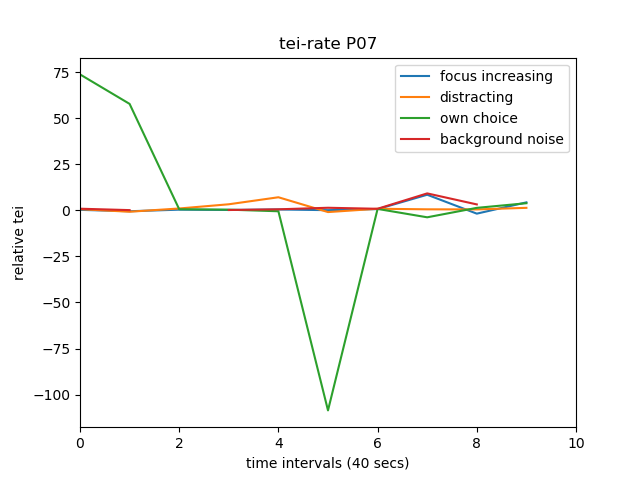 tei-rate P07
focus increasing
distracting
own choice
background noise
relative tei
75
50
25
0
−25
−50
−75
−100
0 2 4 6 8 10
time intervals (40 secs)